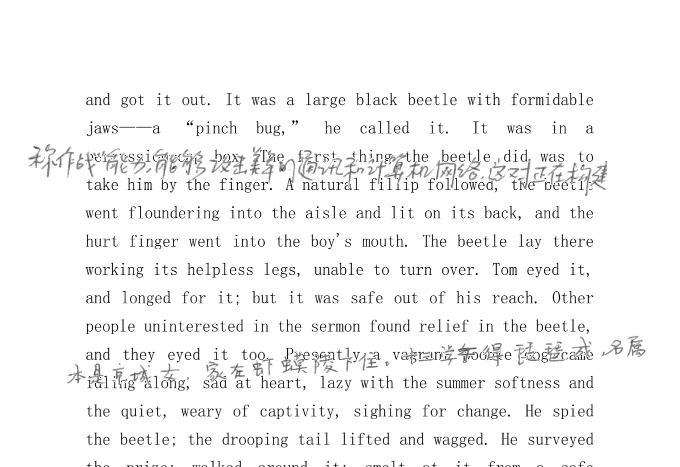 and got it out. It was a large black beetle with formidable
jaws——a “pinch bug,” he called it. It was in a
percussion-cap box. The first thing the beetle did was to
称作战能力,能够攻击美军的通讯和计算机网络,这对正在构建
take him by the finger. A natural fillip followed, the beetle
went floundering into the aisle and lit on its back, and the
hurt finger went into the boy's mouth. The beetle lay there
working its helpless legs, unable to turn over. Tom eyed it,
and longed for it; but it was safe out of his reach. Other
people uninterested in the sermon found relief in the beetle,
and they eyed it too. Presently a vagrant poodle dog came
本是京城女,家在虾蟆陵下住。十三学得琵琶成,名属
idling along, sad at heart, lazy with the summer softness and
the quiet, weary of captivity, sighing for change. He spied
the beetle; the drooping tail lifted and wagged. He surveyed
the prize; walked around it; smelt at it from a safe